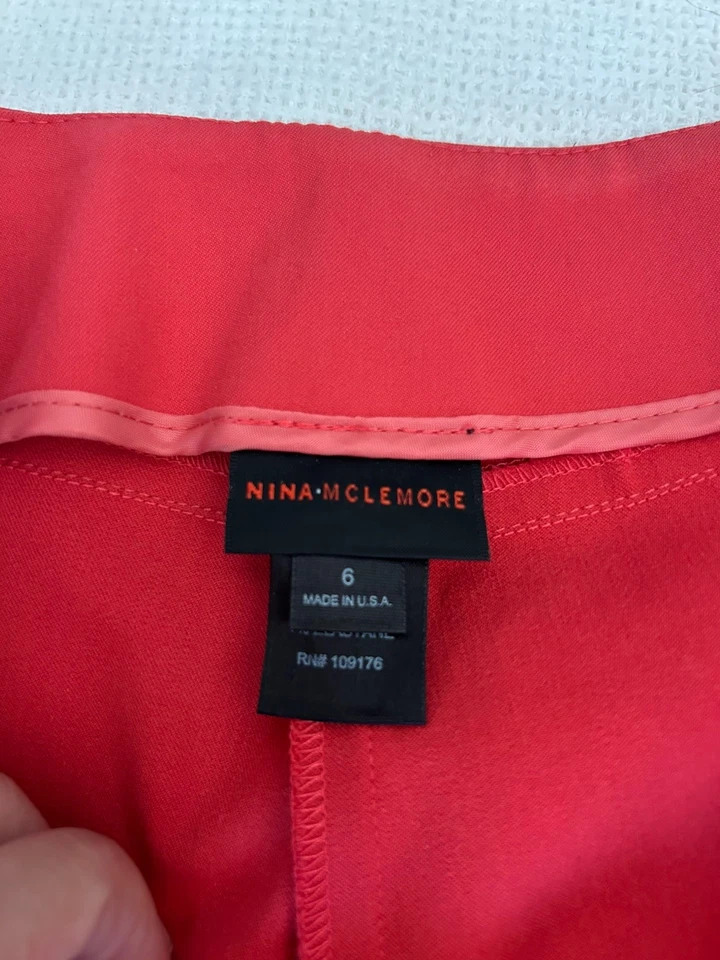 NINA·MCLEMORE
6
MADE IN U.S.A.
RN# 109176